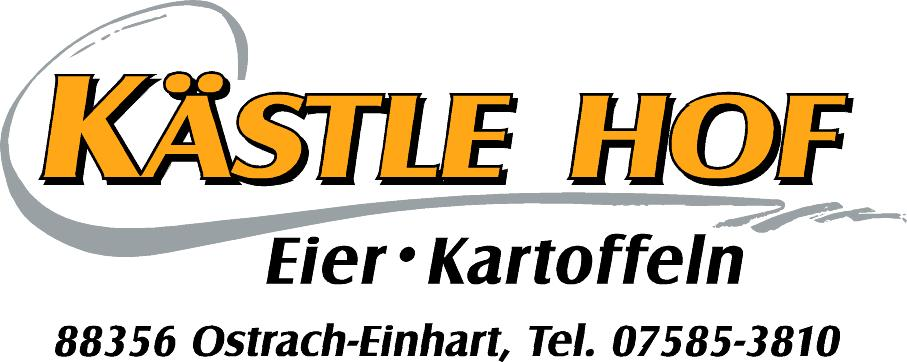 KÄSTLE HOF
Eier • Kartoffeln
88356 Ostrach-Einhart, Tel. 07585-3810